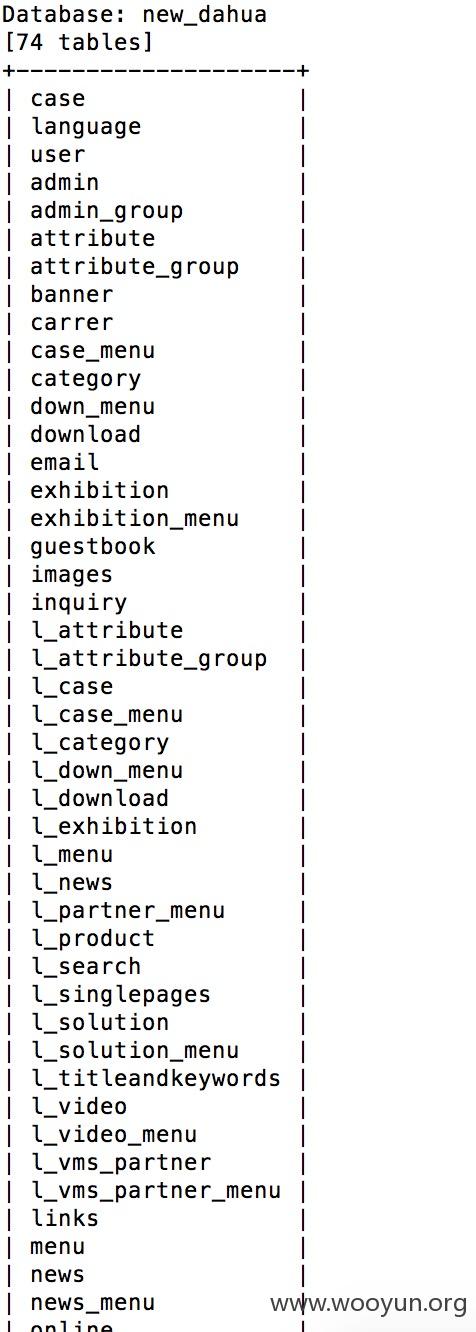 Database: new_dahua
[74 tables]
+--------------------+
| case |
| language |
| user |
| admin |
| admin_group |
| attribute |
| attribute_group |
| banner |
| carrer |
| case_menu |
| category |
| down_menu |
| download |
| email |
| exhibition |
| exhibition_menu |
| guestbook |
| images |
| inquiry |
| l_attribute |
| l_attribute_group |
| l_case |
| l_case_menu |
| l_category |
| l_down_menu |
| l_download |
| l_exhibition |
| l_menu |
| l_news |
| l_partner_menu |
| l_product |
| l_search |
| l_singlepages |
| l_solution |
| l_solution_menu |
| l_titleandkeywords |
| l_video |
| l_video_menu |
| l_vms_partner |
| l_vms_partner_menu |
| links |
| menu |
| news |
| news_menu |
www.wooyun.org
| online |